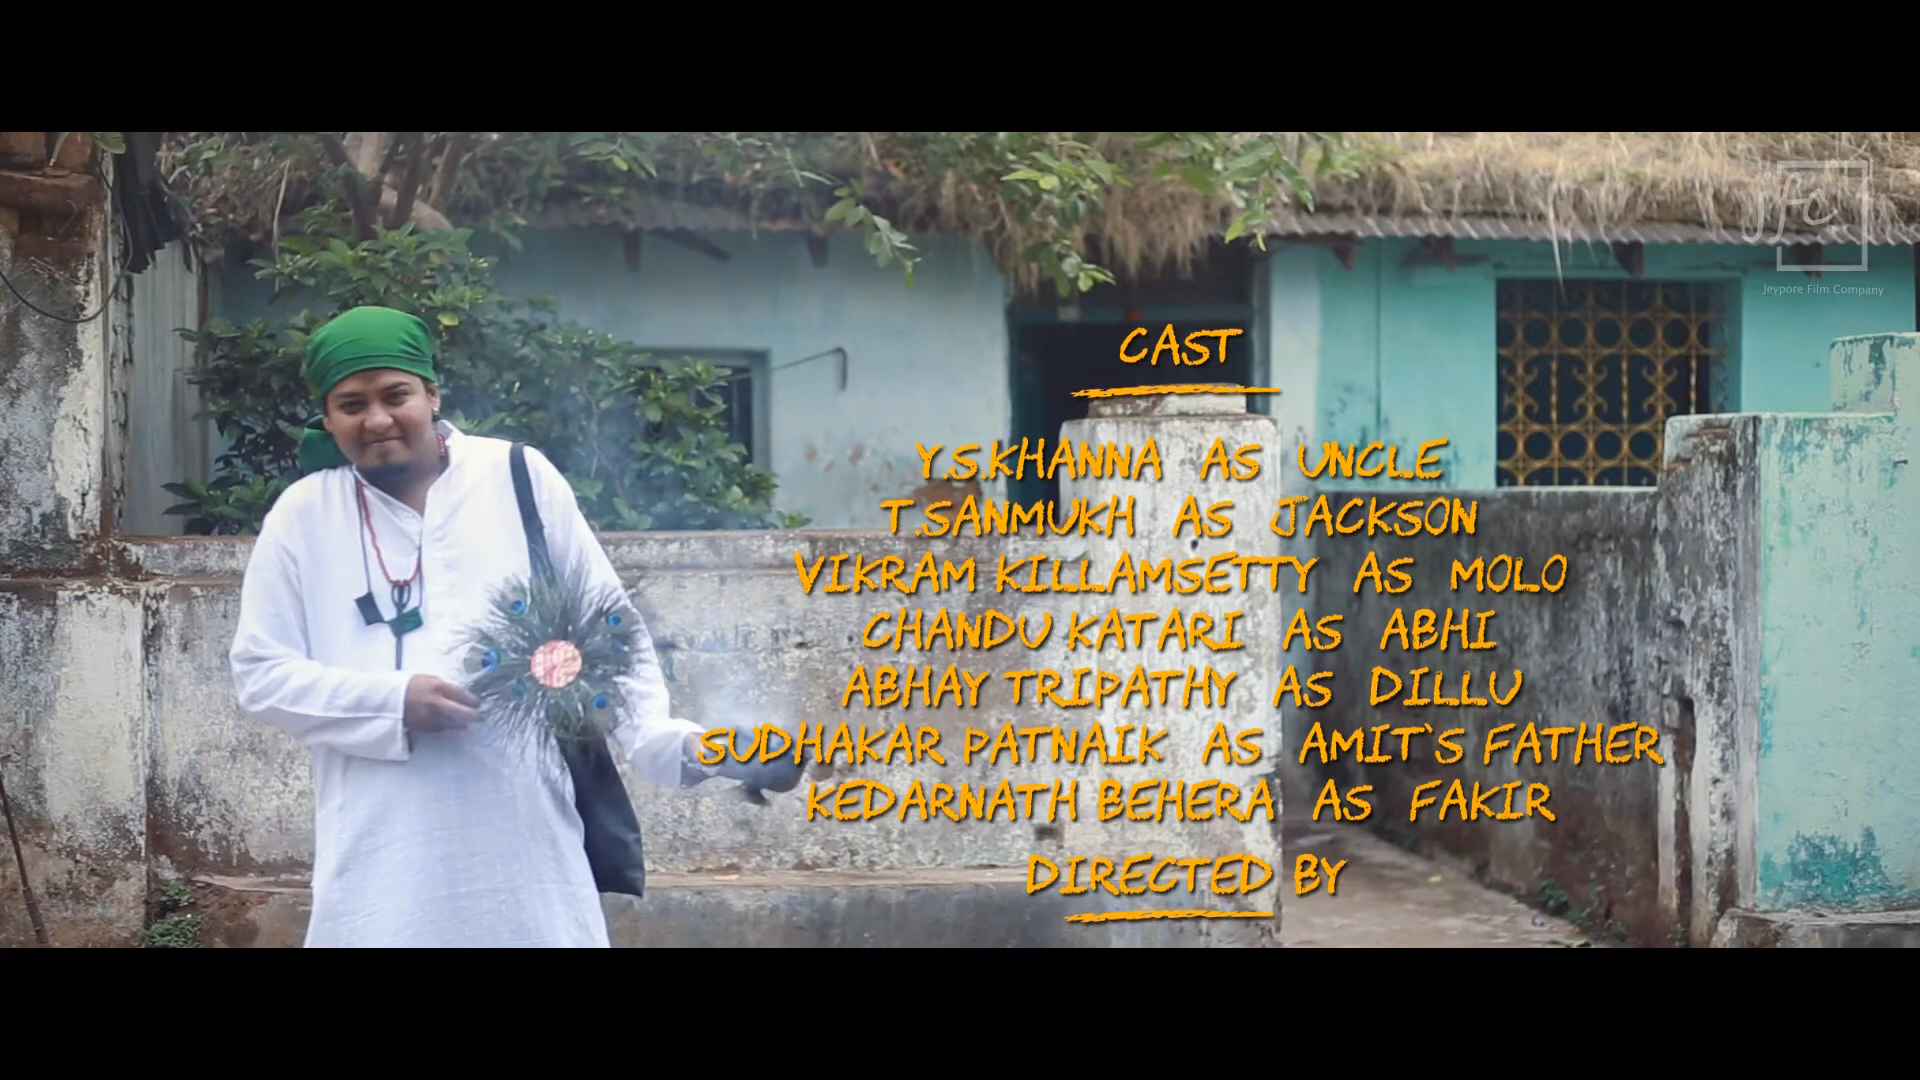 jfc
Jeypore Film Company
CAST
Y.S.KHANNA AS UNCLE
T.SANMUKH AS JACKSON
VIKRAM KILLAMSETTY AS MOLO
CHANDU KATARI AS ABHI
ABHAY TRIPATHY AS DILLU
SUDHAKAR PATNAIK AS AMIT`S FATHER
KEDARNATH BEHERA AS FAKIR
DIRECTED BY